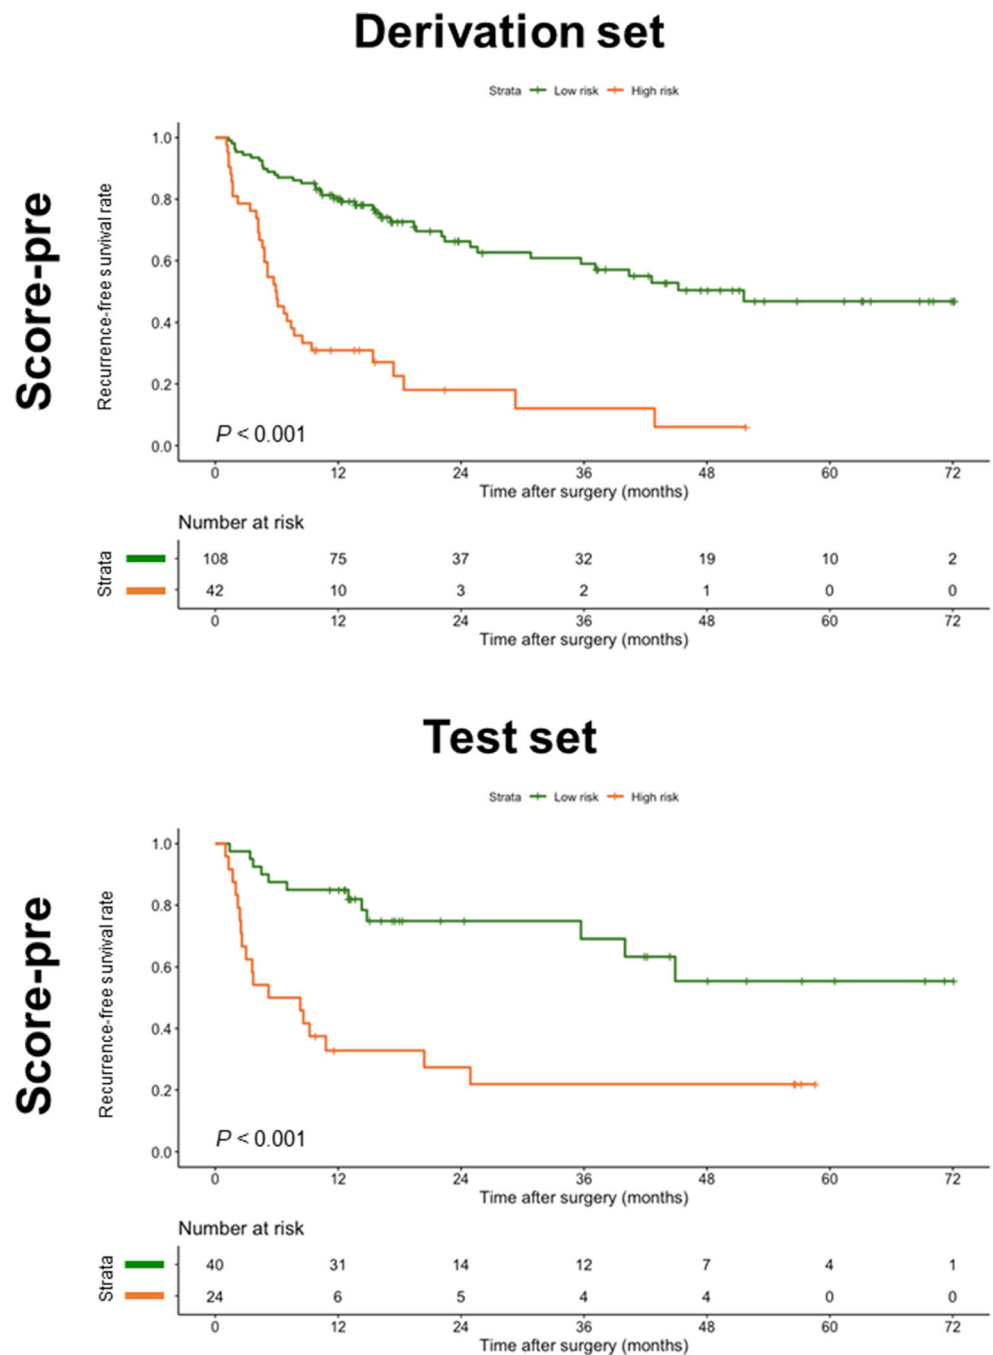 Derivation set
Strata Low risk High risk
Score-pre
Recurrence-free survival rate
1.0
0.8
0.6
0.4
0.2
0.0
P < 0.001
0 12 24 36 48 60 72
Time after surgery (months)
Number at risk
Strata
108 75 37 32 19 10 2
42 10 3 2 1 0 0
0 12 24 36 48 60 72
Time after surgery (months)
Test set
Strata Low risk High risk
Score-pre
Recurrence-free survival rate
1.0
0.8
0.6
0.4
0.2
0.0
P < 0.001
0 12 24 36 48 60 72
Time after surgery (months)
Number at risk
Strata
40 31 14 12 7 4 1
24 6 5 4 4 0 0
0 12 24 36 48 60 72
Time after surgery (months)